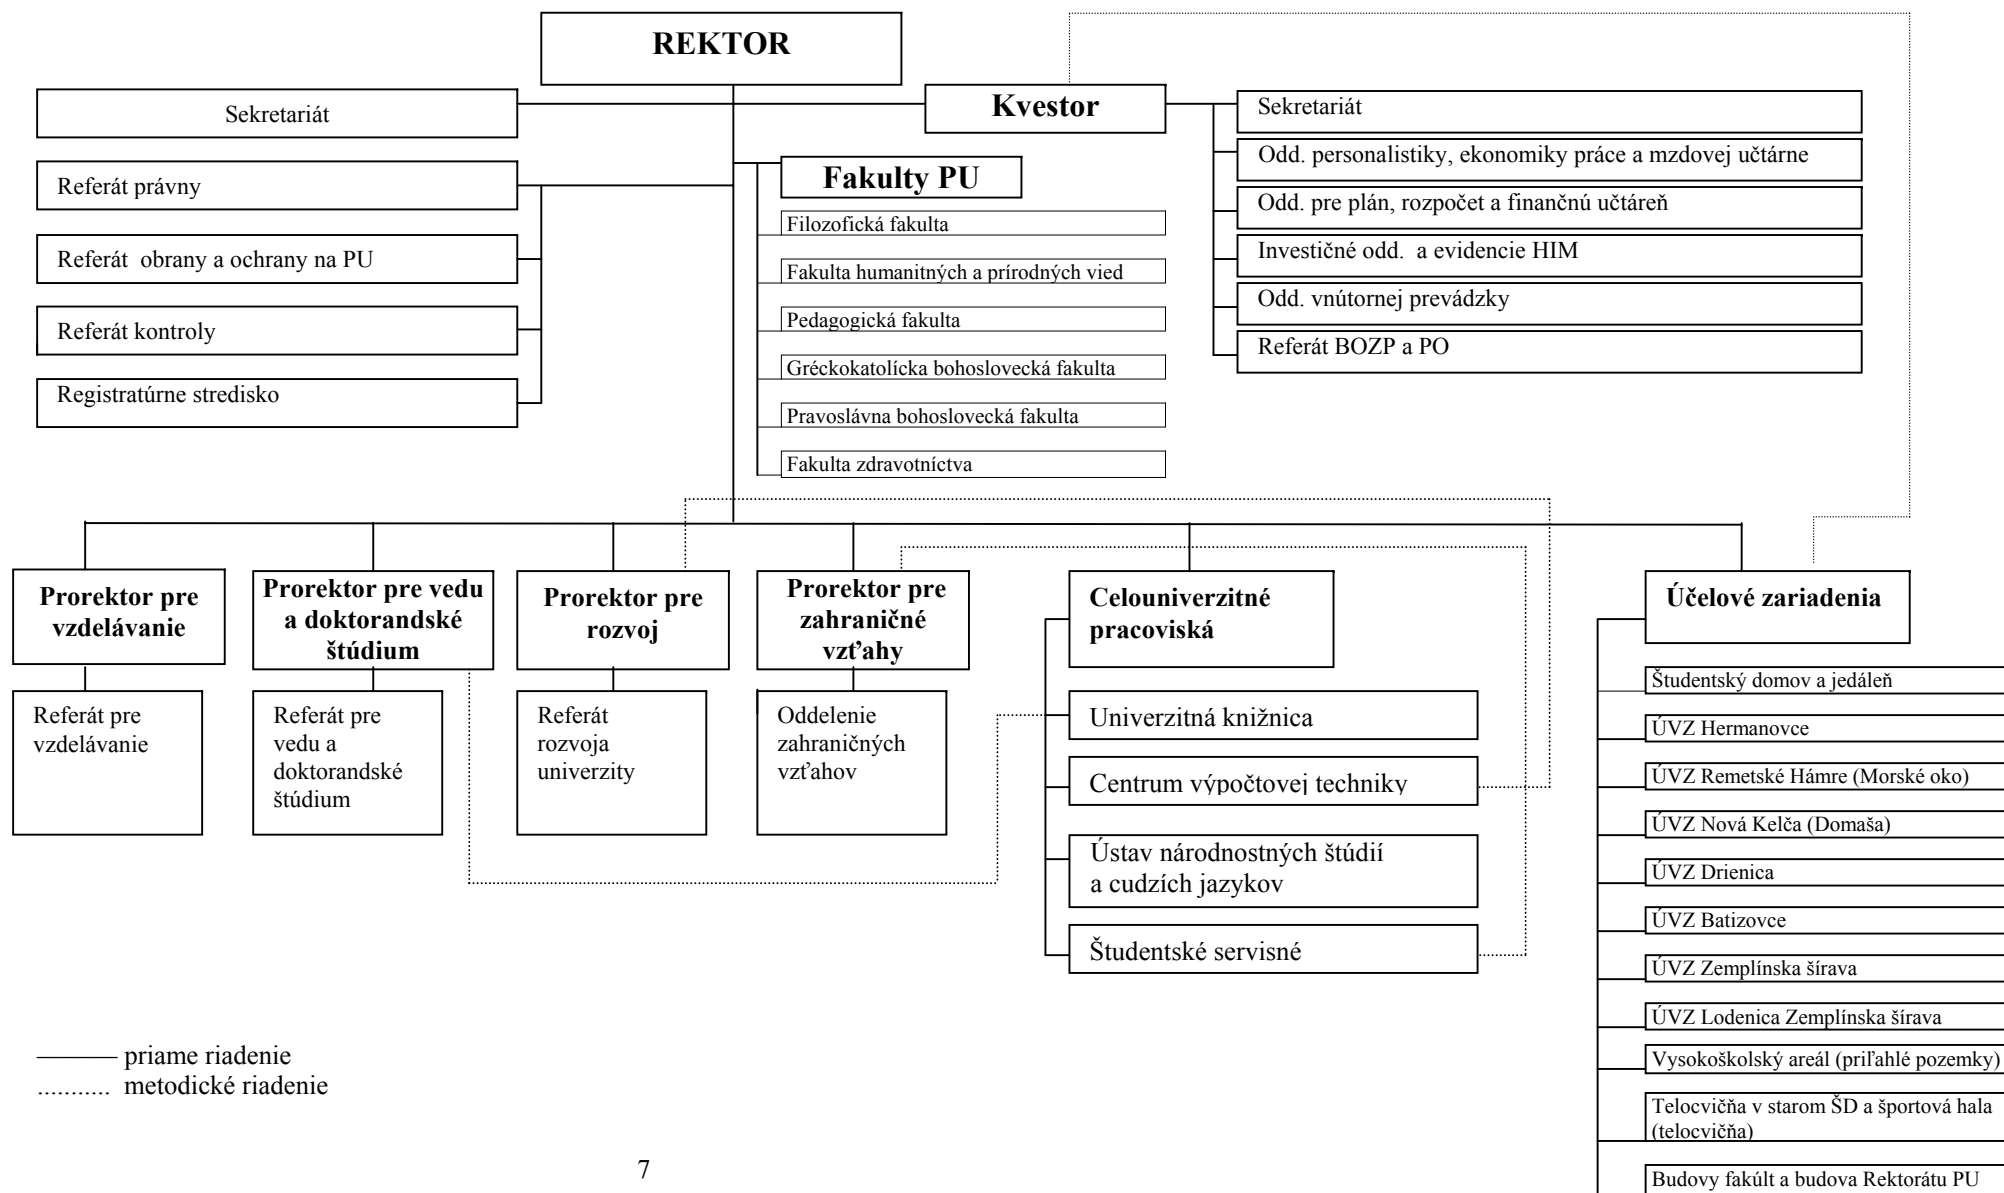 REKTOR
Sekretariát
Kvestor
Sekretariát
Odd. personalistiky, ekonomiky práce a mzdovej učtárne
Odd. pre plán, rozpočet a finančnú učtáreň
Investičné odd.  a evidencie HIM
Odd. vnútornej prevádzky
Referát BOZP a PO
Referát právny
Referát  obrany a ochrany na PU
Referát kontroly
Registratúrne stredisko
Fakulty PU
Filozofická fakulta
Fakulta humanitných a prírodných vied
Pedagogická fakulta
Gréckokatolícka bohoslovecká fakulta
Pravoslávna bohoslovecká fakulta
Fakulta zdravotníctva
Prorektor pre
vzdelávanie
Prorektor pre vedu
a doktorandské
štúdium
Prorektor pre
rozvoj
Prorektor pre
zahraničné
vzťahy
Celouniverzitné
pracoviská
Účelové zariadenia
Referát pre
vzdelávanie
Referát pre
vedu a
doktorandské
štúdium
Referát
rozvoja
univerzity
Oddelenie
zahraničných
vzťahov
Univerzitná knižnica
Centrum výpočtovej techniky
Ústav národnostných štúdií
a cudzích jazykov
Študentské servisné
Študentský domov a jedáleň
ÚVZ Hermanovce
ÚVZ Remetské Hámre (Morské oko)
ÚVZ Nová Kelča (Domaša)
ÚVZ Drienica
ÚVZ Batizovce
ÚVZ Zemplínska šírava
ÚVZ Lodenica Zemplínska šírava
Vysokoškolský areál (priľahlé pozemky)
Telocvičňa v starom ŠD a športová hala
(telocvičňa)
Budovy fakúlt a budova Rektorátu PU
——— priame riadenie
........... metodické riadenie
7